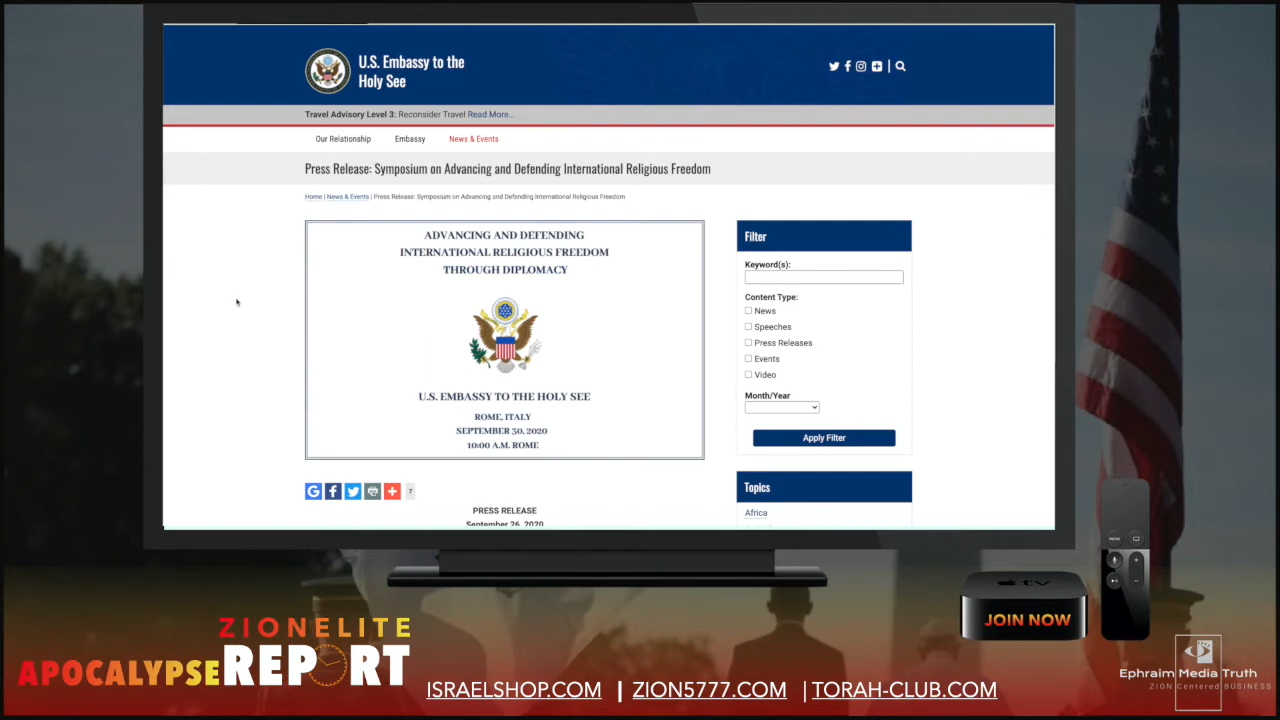 U.S. Embassy to the
Holy See
Travel Advisory Level 3: Reconsider Travel Read More...
Our Relationship Embassy News & Events
Press Release: Symposium on Advancing and Defending International Religious Freedom
Home | News & Events | Press Release: Symposium on Advancing and Defending International Religious Freedom
ADVANCING AND DEFENDING
INTERNATIONAL RELIGIOUS FREEDOM
THROUGH DIPLOMACY
U.S. EMBASSY TO THE HOLY SEE
ROME, ITALY
SEPTEMBER 30, 2020
10:00 A.M. ROME
7
PRESS RELEASE
September 26, 2020
Filter
Keyword(s):
Content Type:
News
Speeches
Press Releases
Events
Video
Month/Year
Apply Filter
Topics
Africa
MENU
tv
JOIN NOW
ZIONELITE
APOCALYPSE REPORT
ISRAELSHOP.COM | ZION5777.COM | TORAH-CLUB.COM
Ephraim Media Truth
ZION Centered BUSINESS